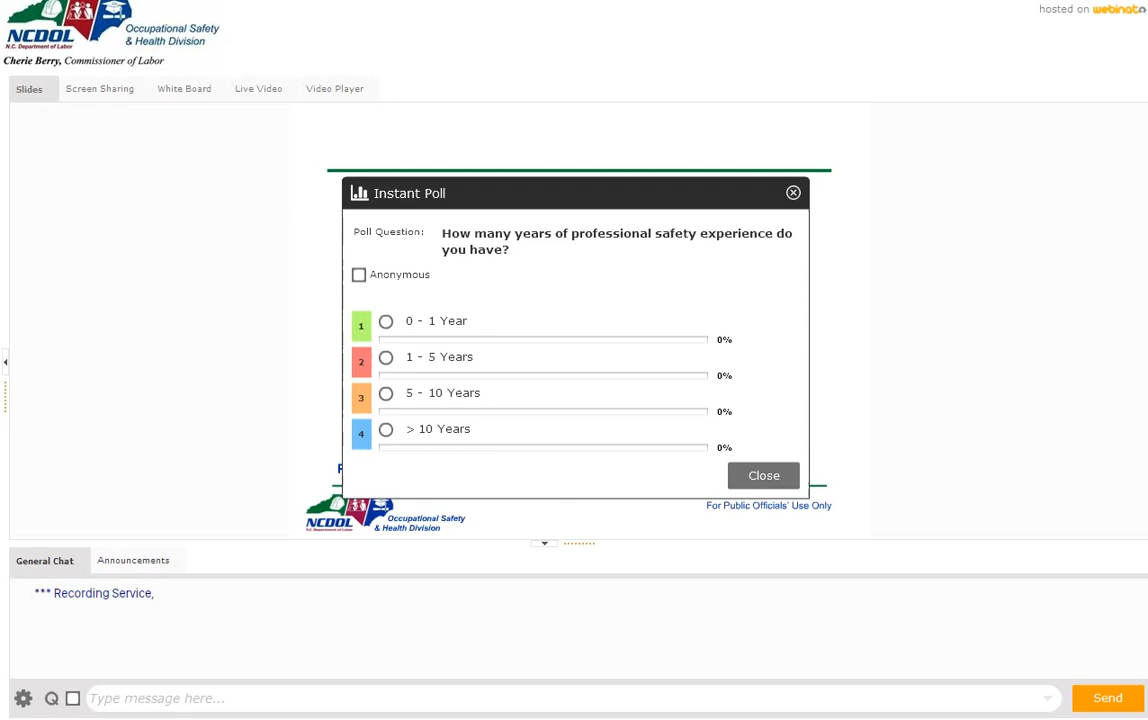 hosted on webinato
NCDOL
N.C. Department of Labor
Occupational Safety
& Health Division
Cherie Berry, Commissioner of Labor
Slides
Screen Sharing
White Board
Live Video
Video Player
Instant Poll
Poll Question:
How many years of professional safety experience do
you have?
Anonymous
1
0 - 1 Year
0%
2
1 - 5 Years
0%
3
5 - 10 Years
0%
4
> 10 Years
0%
Close
NCDOL
N.C. Department of Labor
Occupational Safety
& Health Division
For Public Officials' Use Only
General Chat
Announcements
*** Recording Service,
Q
Type message here...
Send